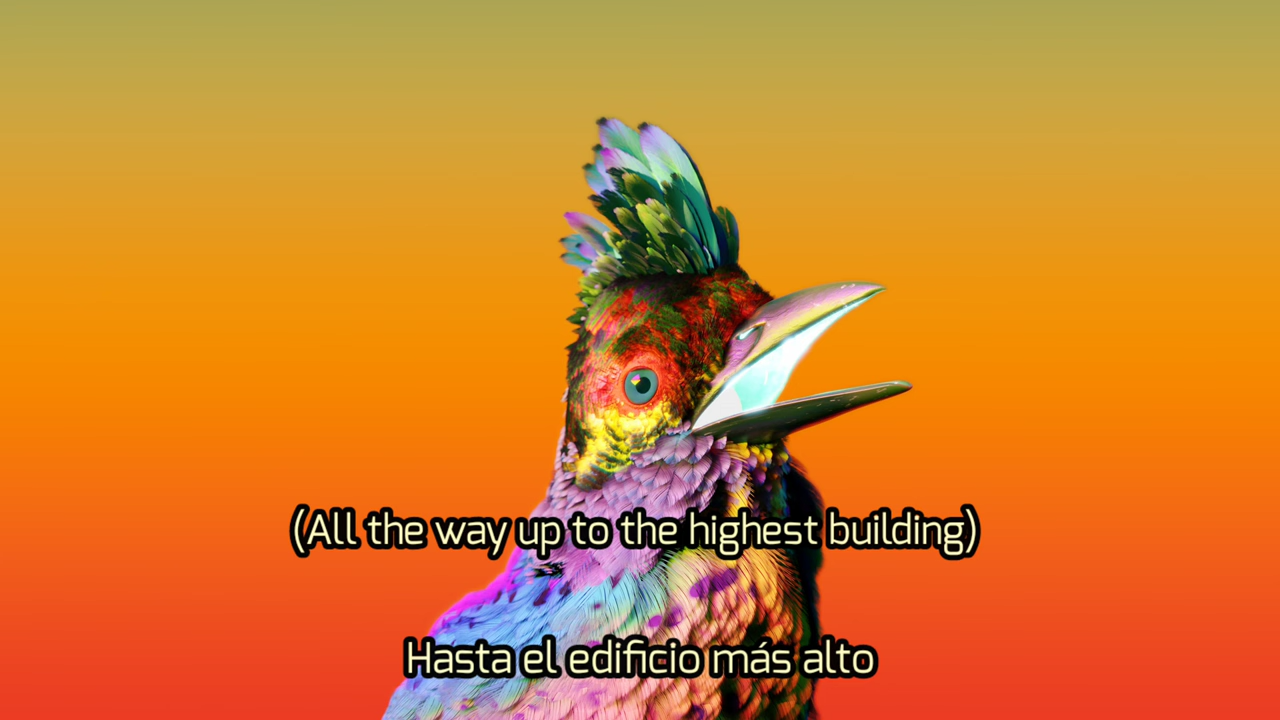 (All the way up to the highest building)
Hasta el edificio más alto